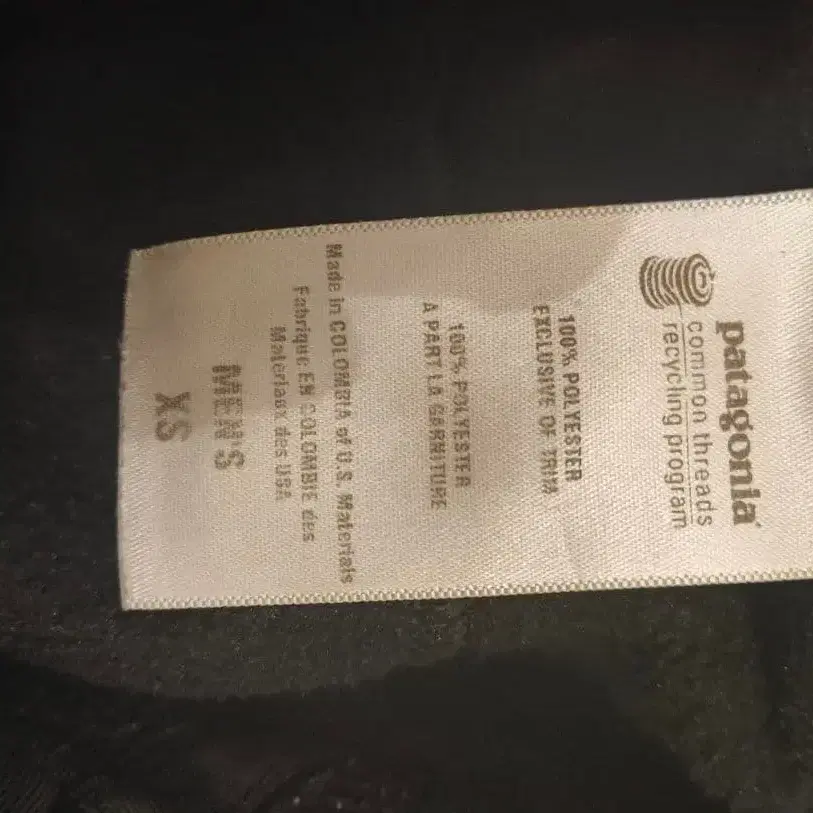 patagonia®
common threads
recycling program
100% POLYESTER
EXCLUSIVE OF TRIM
100% POLYESTER
A PART LA GARNITURE
Made in COLOMBIA of U.S. Materials
Fabriqué EN COLOMBIE des
Materiaux des USA
MEN'S
XS